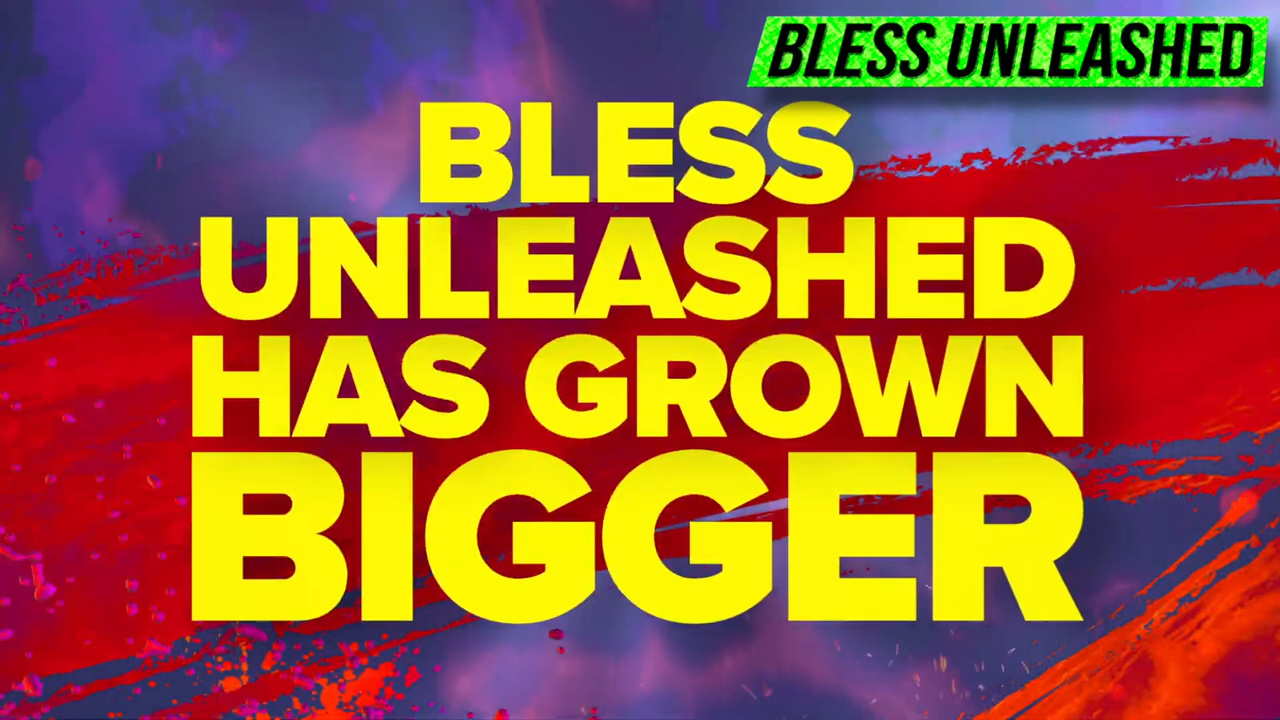 BLESS UNLEASHED
BLESS
UNLEASHED
HAS GROWN
BIGGER